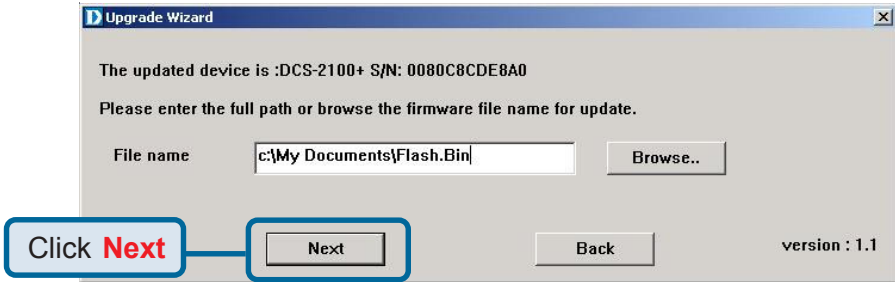 D Upgrade Wizard
The updated device is :DCS-2100+ S/N: 0080C8CDE8A0
Please enter the full path or browse the firmware file name for update.
File name c:\My Documents\Flash.Bin Browse..
Click Next Next Back version : 1.1